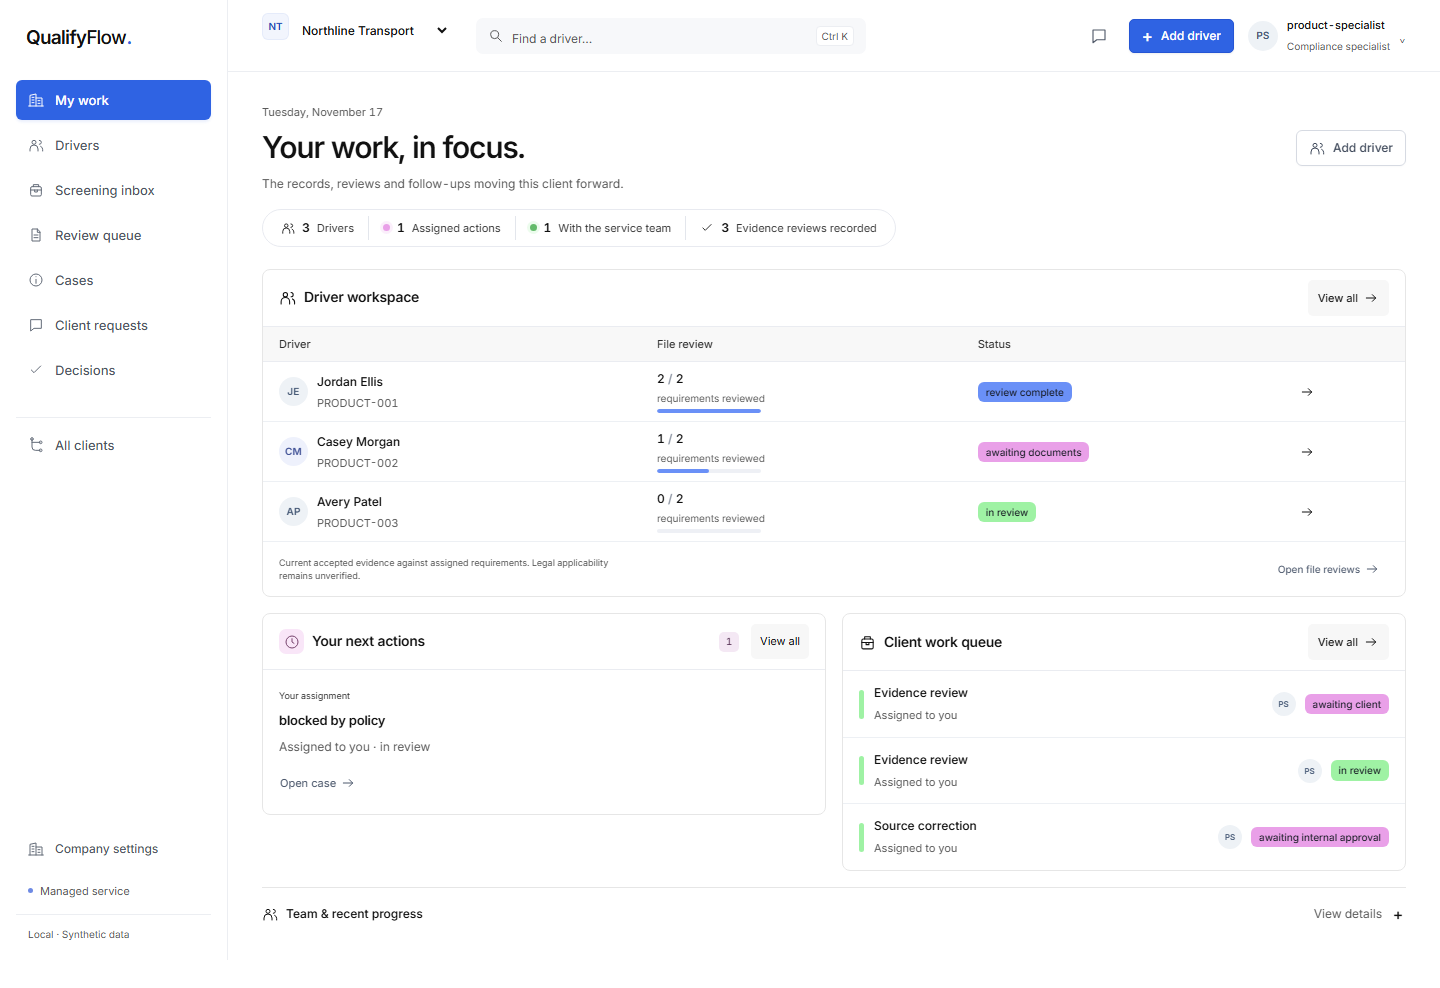 QualifyFlow.
NT Northline Transport
Find a driver... Ctrl K
+ Add driver
PS product-specialist
Compliance specialist
My work
Drivers
Screening inbox
Review queue
Cases
Client requests
Decisions
All clients
Company settings
Managed service
Local · Synthetic data
Tuesday, November 17
Your work, in focus.
The records, reviews and follow-ups moving this client forward.
Add driver
3 Drivers 1 Assigned actions 1 With the service team 3 Evidence reviews recorded
Driver workspace View all
Driver File review Status
JE Jordan Ellis 2 / 2 review complete
PRODUCT-001 requirements reviewed
CM Casey Morgan 1 / 2 awaiting documents
PRODUCT-002 requirements reviewed
AP Avery Patel 0 / 2 in review
PRODUCT-003 requirements reviewed
Current accepted evidence against assigned requirements. Legal applicability
remains unverified.
Open file reviews
Your next actions 1 View all
Your assignment
blocked by policy
Assigned to you · in review
Open case
Client work queue View all
Evidence review PS awaiting client
Assigned to you
Evidence review PS in review
Assigned to you
Source correction PS awaiting internal approval
Assigned to you
Team & recent progress View details +